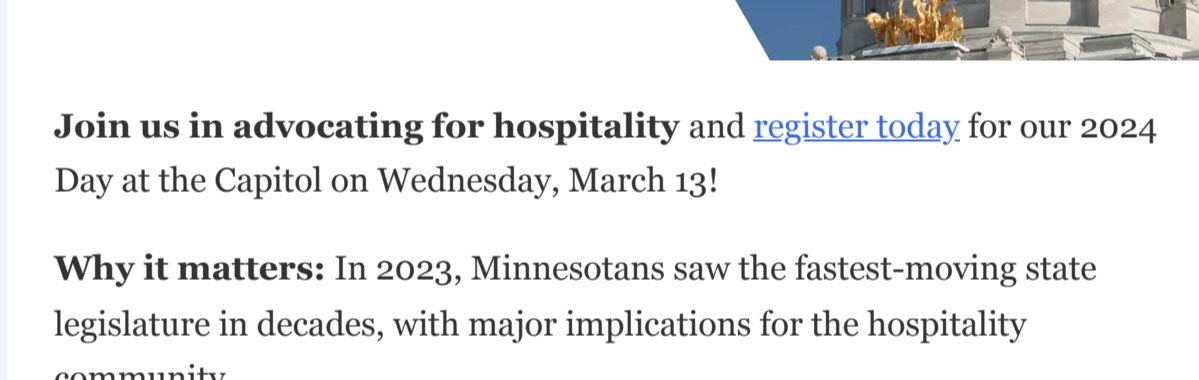 Join us in advocating for hospitality and register today for our 2024
Day at the Capitol on Wednesday, March 13!
Why it matters: In 2023, Minnesotans saw the fastest-moving state
legislature in decades, with major implications for the hospitality
community